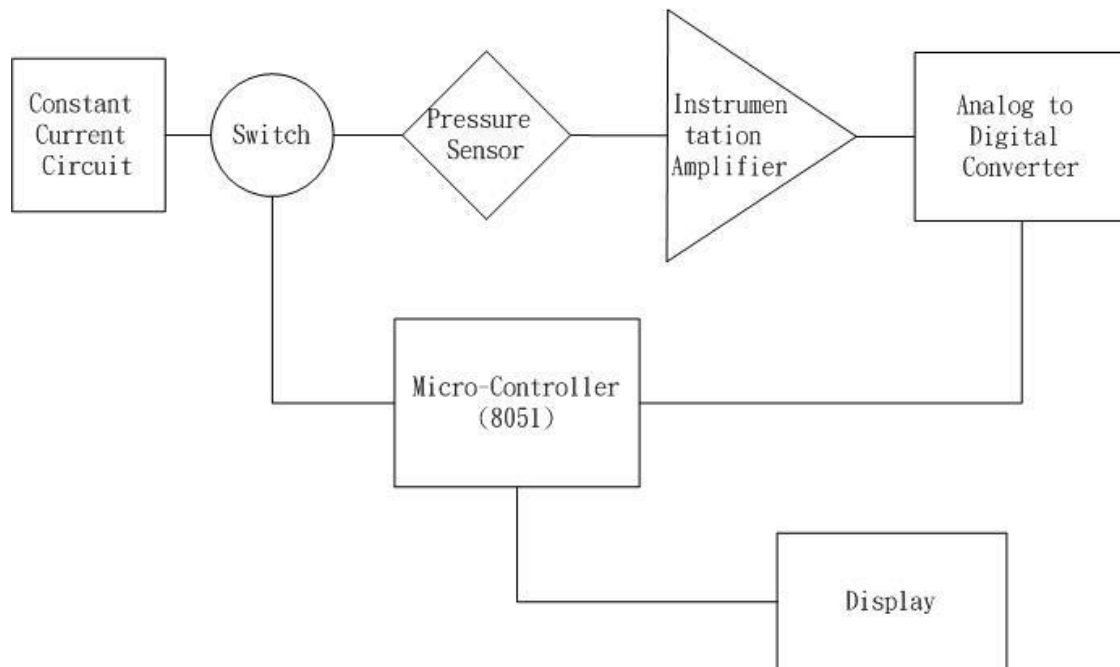 Constant
Current
Circuit
Switch
Pressure
Sensor
Instrumen
tation
Amplifier
Analog to
Digital
Converter
Micro-Controller
(8051)
Display